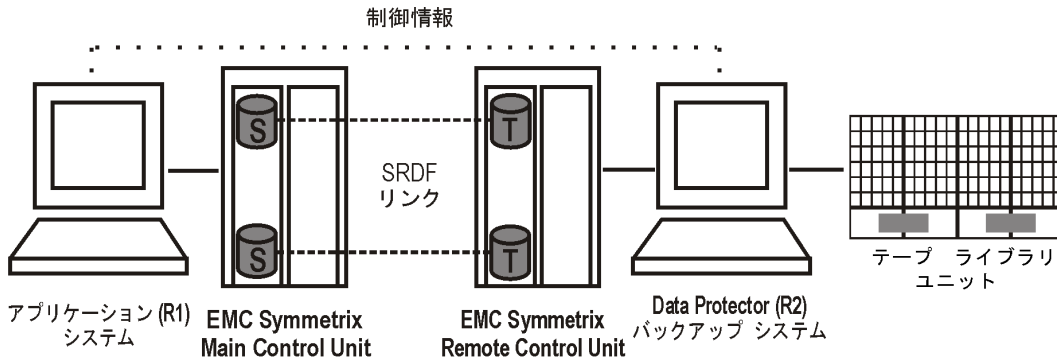 制御情報
S
T
SRDF
リンク
S
T
テープ ライブラリ
ユニット
アプリケーション (R1)
システム
EMC Symmetrix
Main Control Unit
EMC Symmetrix
Remote Control Unit
Data Protector (R2)
バックアップ システム